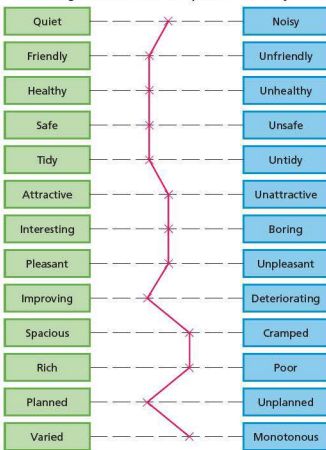 Quiet Noisy
Friendly Unfriendly
Healthy Unhealthy
Safe Unsafe
Tidy Untidy
Attractive Unattractive
Interesting Boring
Pleasant Unpleasant
Improving Deteriorating
Spacious Cramped
Rich Poor
Planned Unplanned
Varied Monotonous